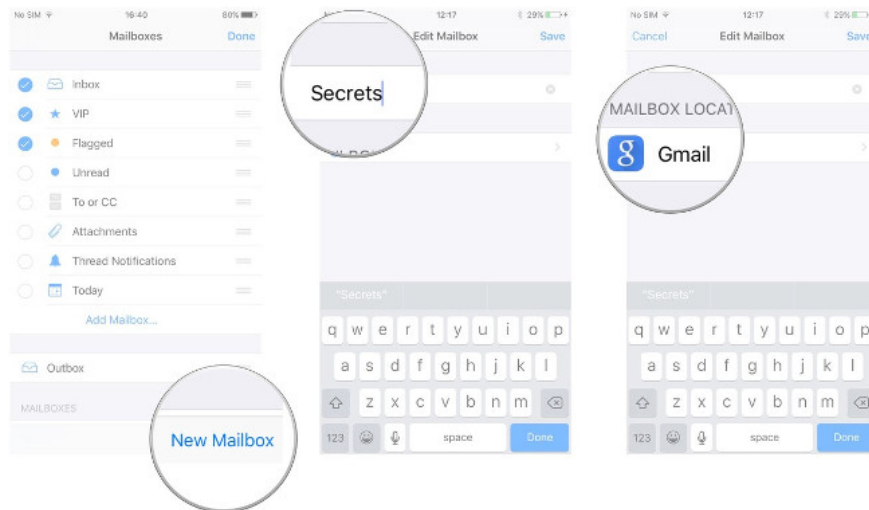 No SIM 16:40 80%
Mailboxes Done
Inbox
VIP
Flagged
Unread
To or CC
Attachments
Thread Notifications
Today
Add Mailbox...
Outbox
MAILBOXES
New Mailbox
12:17 29%
Edit Mailbox Save
Secrets
"Secrets"
q w e r t y u i o p
a s d f g h j k l
z x c v b n m
123 space Done
No SIM 12:17 29%
Cancel Edit Mailbox Save
MAILBOX LOCAT
g Gmail
"Secrets"
q w e r t y u i o p
a s d f g h j k l
z x c v b n m
123 space Done